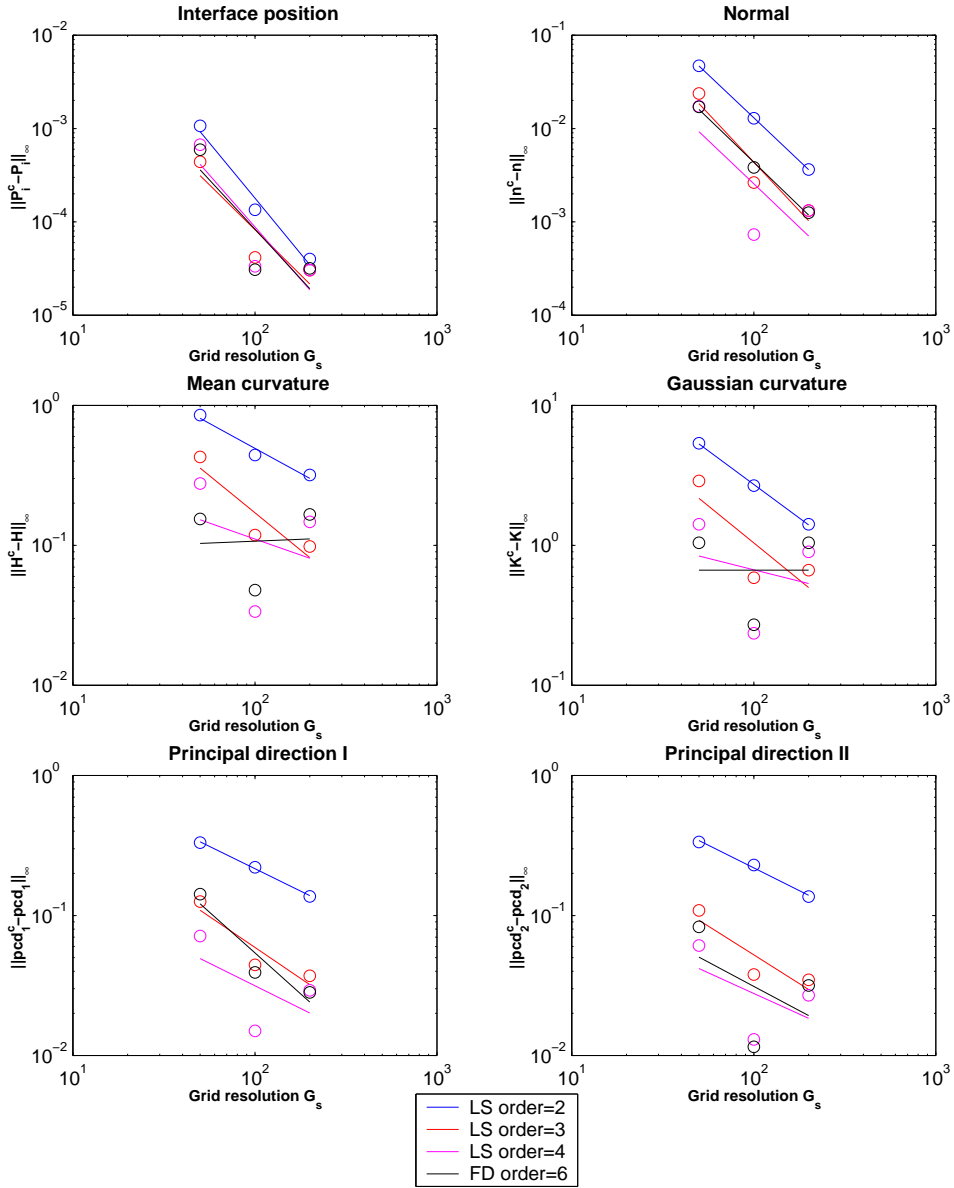 Interface position
10^−2
10^−3
10^−4
10^−5
||P_i^c−P_i||_∞
10^1
10^2
10^3
Grid resolution G_s
Normal
10^−1
10^−2
10^−3
10^−4
||n^c−n||_∞
10^1
10^2
10^3
Grid resolution G_s
Mean curvature
10^0
10^−1
10^−2
||H^c−H||_∞
10^1
10^2
10^3
Grid resolution G_s
Gaussian curvature
10^1
10^0
10^−1
||K^c−K||_∞
10^1
10^2
10^3
Grid resolution G_s
Principal direction I
10^0
10^−1
10^−2
||pcd_1^c−pcd_1||_∞
10^1
10^2
10^3
Grid resolution G_s
Principal direction II
10^0
10^−1
10^−2
||pcd_2^c−pcd_2||_∞
10^1
10^2
10^3
Grid resolution G_s
LS order=2
LS order=3
LS order=4
FD order=6